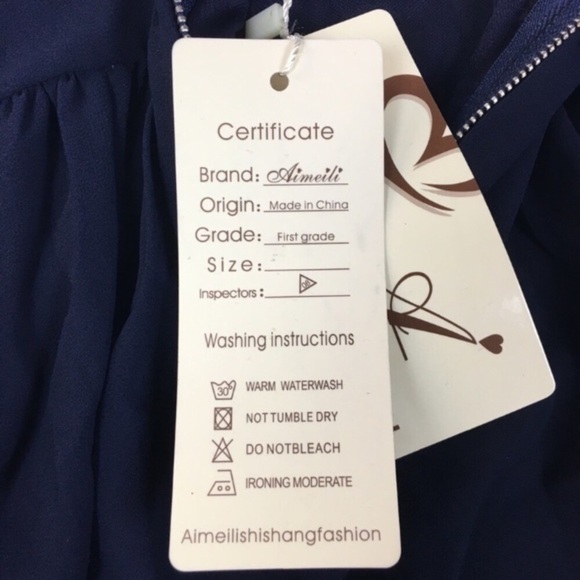 Certificate
Brand: Aimeili
Origin: Made in China
Grade: First grade
Size:
Inspectors:
Washing instructions
30° WARM WATERWASH
NOT TUMBLE DRY
DO NOTBLEACH
IRONING MODERATE
Aimeilishishangfashion